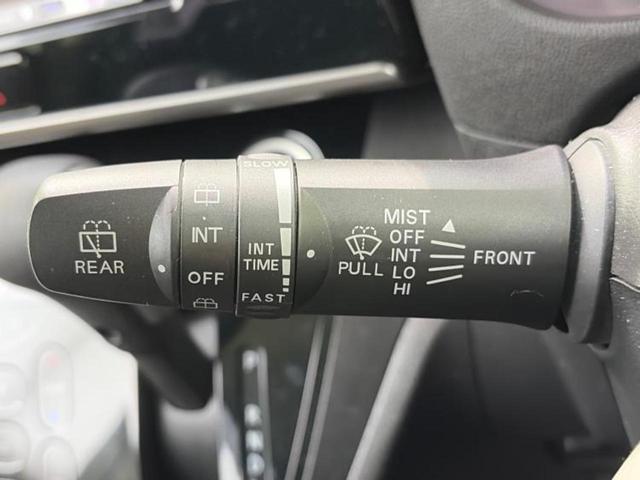 REAR
INT
OFF
SLOW
INT
TIME
FAST
PULL
MIST
OFF
INT
LO
HI
FRONT
P
R
N
D